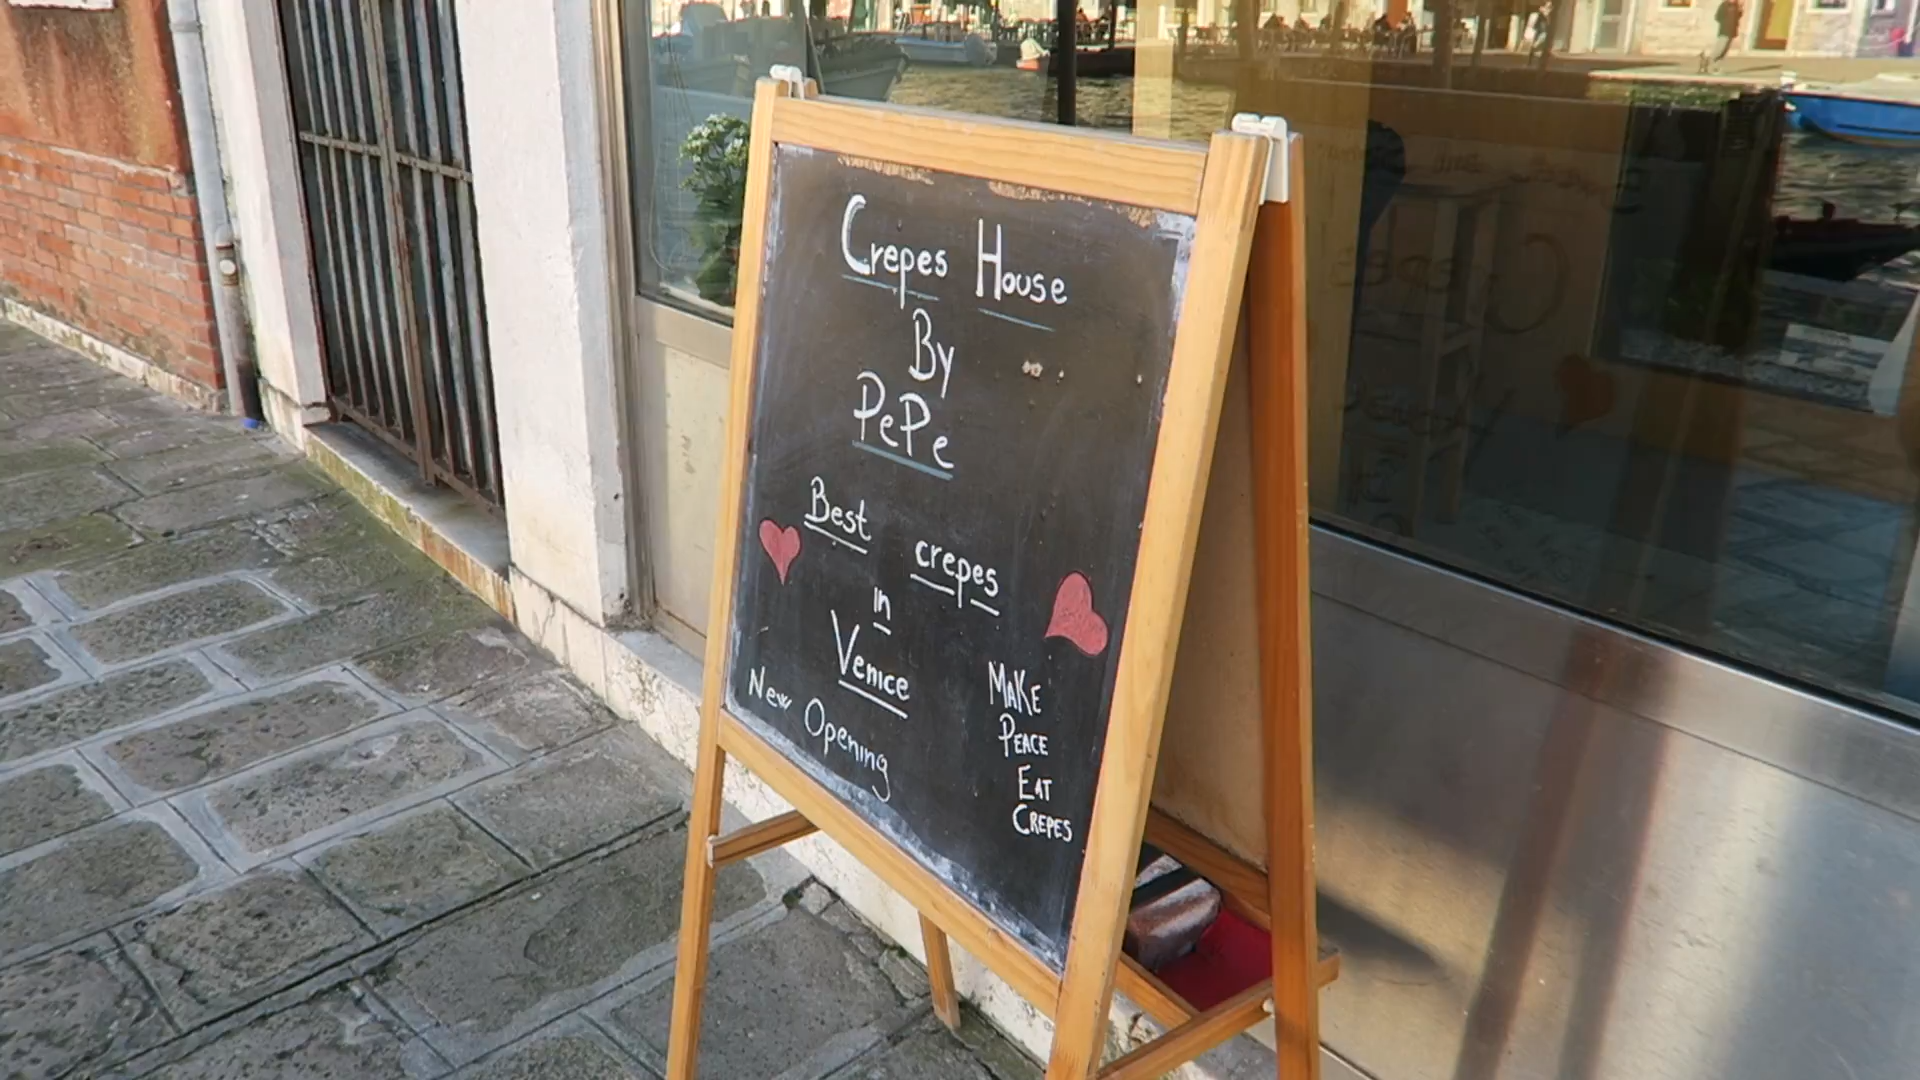 Crepes House
By
PePe
Best crepes
in
Venice
New Opening
MAKE
PEACE
EAT
CREPES